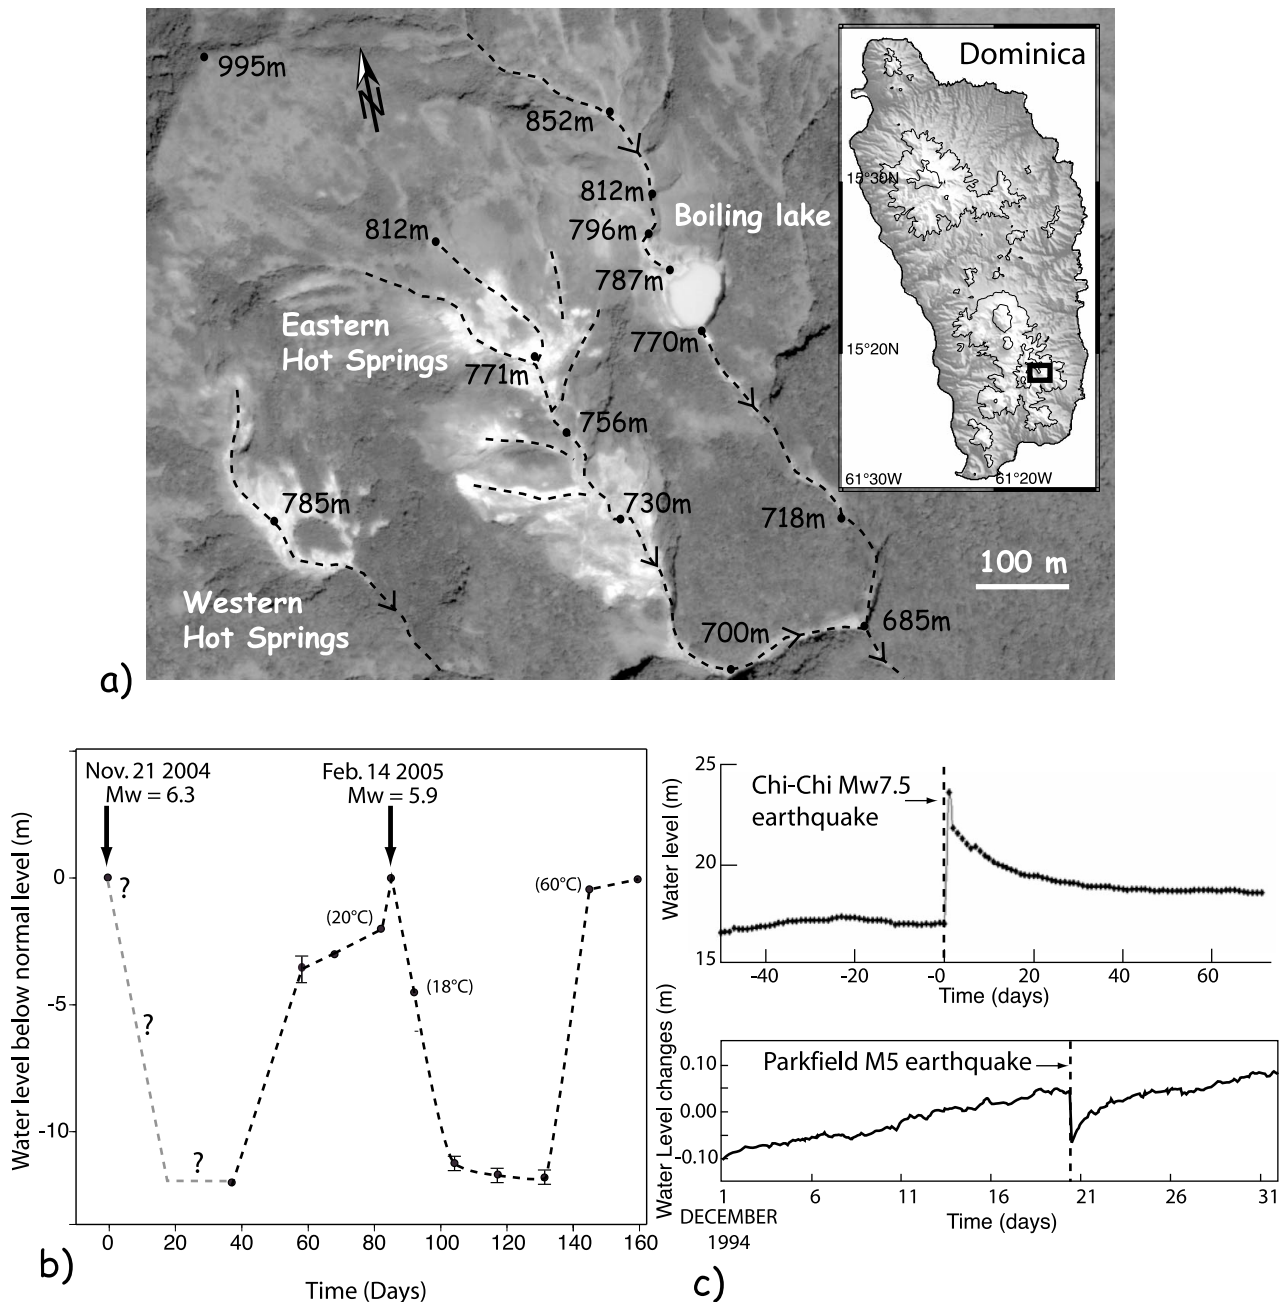 995m
N
852m
812m
796m
Boiling lake
787m
812m
Eastern
Hot Springs
770m
771m
756m
785m
730m
718m
100 m
Western
Hot Springs
700m
685m
a)
Dominica
15°30N
15°20N
61°30W
61°20W
Nov. 21 2004
Mw = 6.3
Feb. 14 2005
Mw = 5.9
Water level below normal level (m)
0
-5
-10
?
?
?
(20°C)
(18°C)
(60°C)
0 20 40 60 80 100 120 140 160
Time (Days)
b)
Water level (m)
25
20
15
Chi-Chi Mw7.5
earthquake
-40 -20 -0 20 40 60
Time (days)
Water Level changes (m)
0.10
0.00
-0.10
Parkfield M5 earthquake
1 6 11 16 21 26 31
DECEMBER
1994
Time (days)
c)